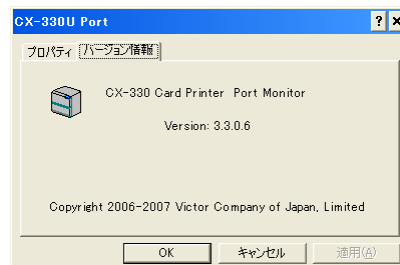 CX-330U Port
プロパティ バージョン情報
CX-330 Card Printer Port Monitor
Version: 3.3.0.6
Copyright 2006-2007 Victor Company of Japan, Limited
OK キャンセル 適用(A)